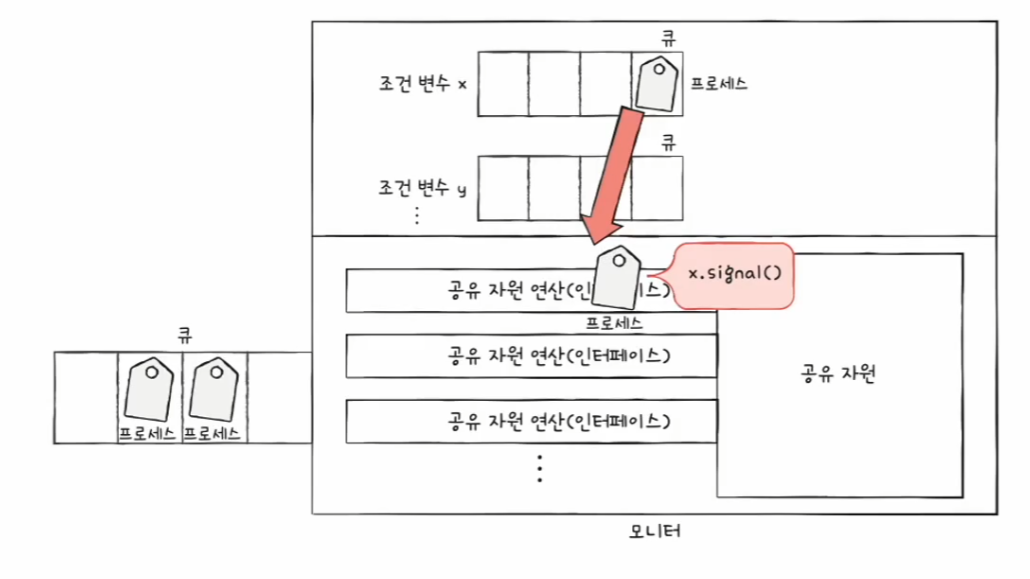 큐
조건 변수 x
프로세스
큐
조건 변수 y
⋮
x.signal()
공유 자원 연산(인 스)
프로세스
큐
공유 자원 연산(인터페이스)
공유 자원
프로세스 프로세스
공유 자원 연산(인터페이스)
⋮
모니터